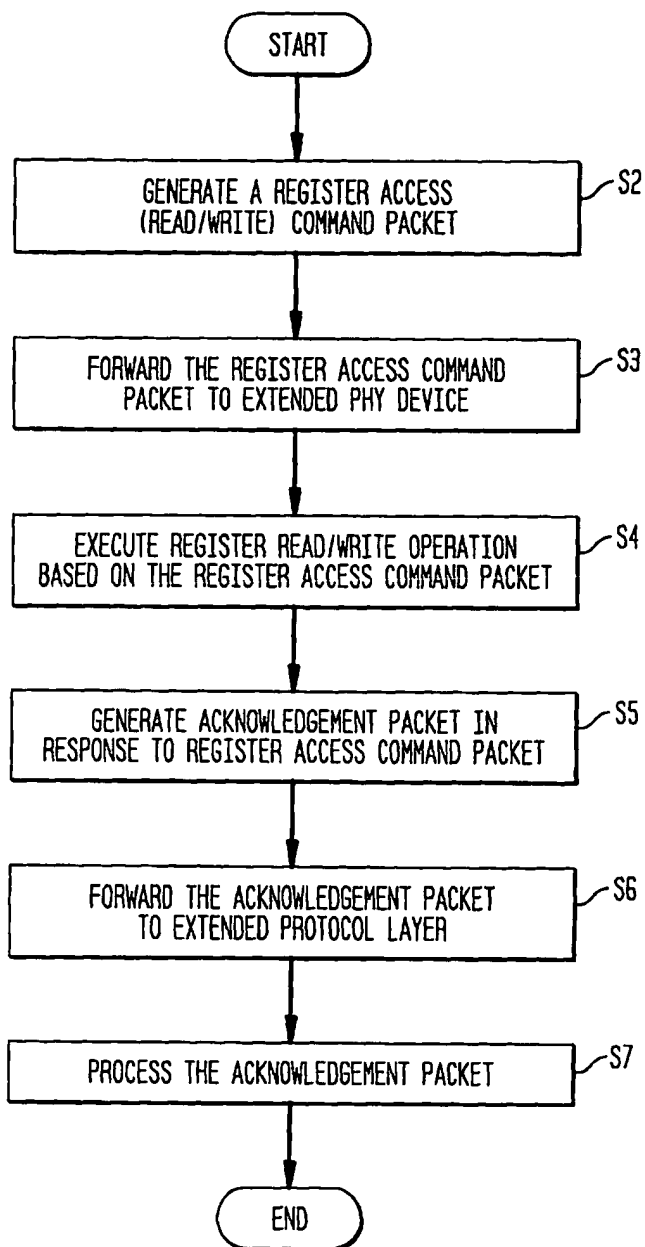 START
GENERATE A REGISTER ACCESS
(READ/WRITE) COMMAND PACKET
S2
FORWARD THE REGISTER ACCESS COMMAND
PACKET TO EXTENDED PHY DEVICE
S3
EXECUTE REGISTER READ/WRITE OPERATION
BASED ON THE REGISTER ACCESS COMMAND PACKET
S4
GENERATE ACKNOWLEDGEMENT PACKET IN
RESPONSE TO REGISTER ACCESS COMMAND PACKET
S5
FORWARD THE ACKNOWLEDGEMENT PACKET
TO EXTENDED PROTOCOL LAYER
S6
PROCESS THE ACKNOWLEDGEMENT PACKET
S7
END